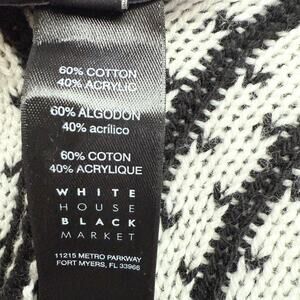 60% COTTON
40% ACRYLIC
60% ALGODON
40% acrílico
60% COTON
40% ACRYLIQUE
WHITE
HOUSE
BLACK
MARKET
11215 METRO PARKWAY
FORT MYERS, FL 33966